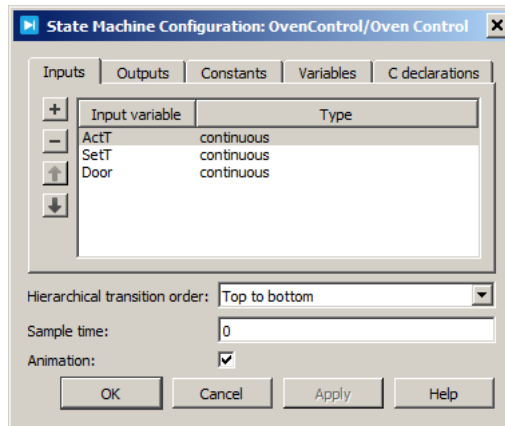 State Machine Configuration: OvenControl/Oven Control
Inputs Outputs Constants Variables C declarations
Input variable Type
ActT continuous
SetT continuous
Door continuous
Hierarchical transition order: Top to bottom
Sample time: 0
Animation:
OK Cancel Apply Help